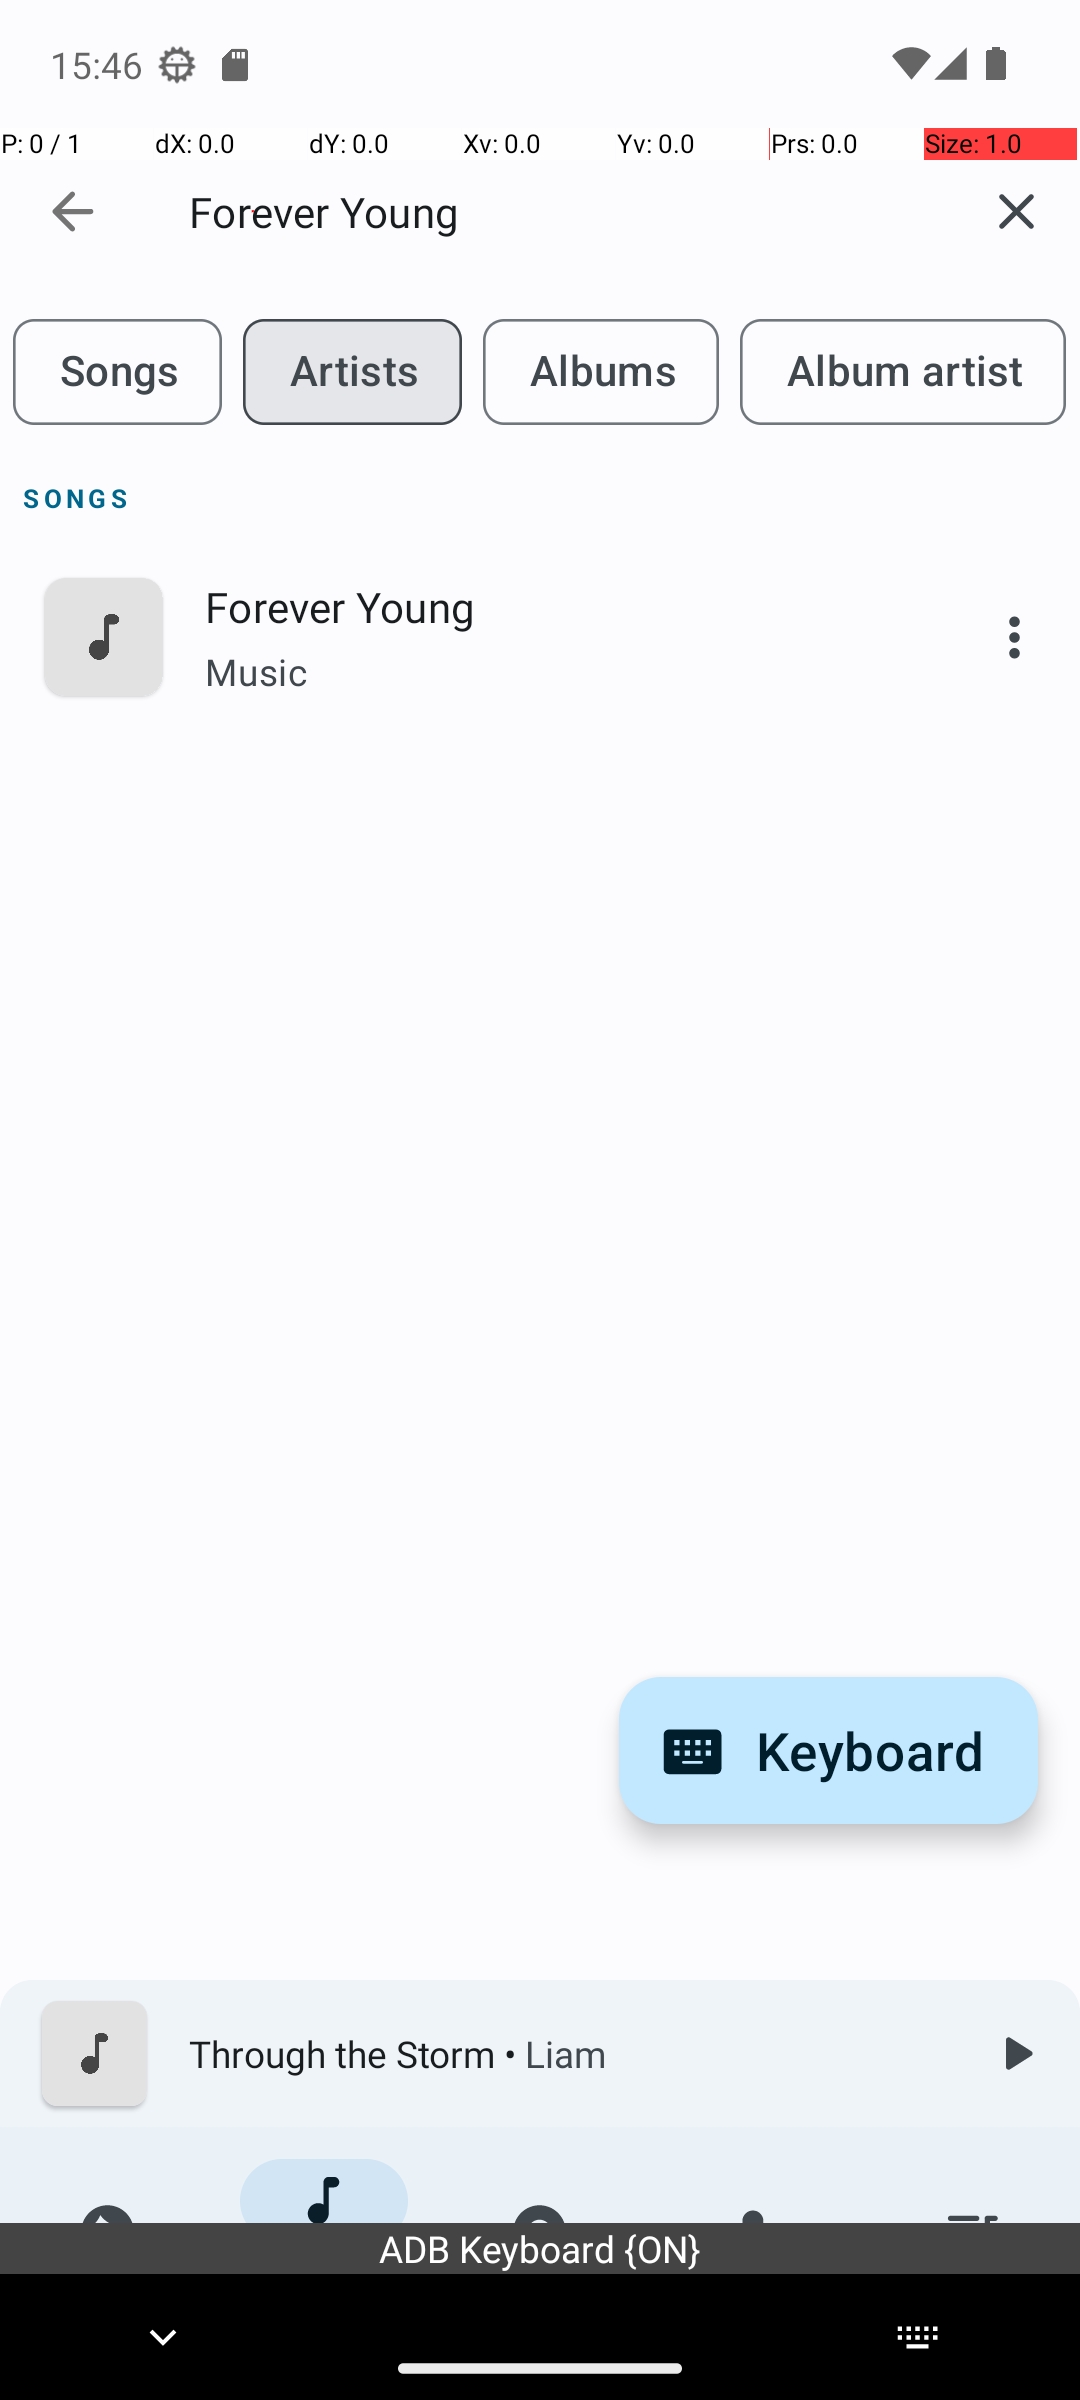 15:46
P: 0 / 1 dX: 0.0 dY: 0.0 Xv: 0.0 Yv: 0.0 Prs: 0.0 Size: 1.0
Forever Young
Songs Artists Albums Album artist
SONGS
Forever Young
Music
Keyboard
Through the Storm • Liam
ADB Keyboard {ON}